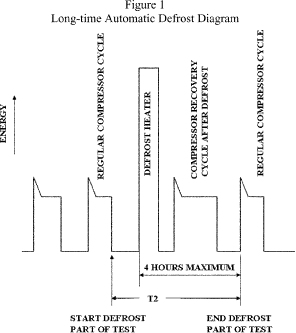 Figure 1
Long-time Automatic Defrost Diagram
ENERGY
REGULAR COMPRESSOR CYCLE
DEFROST HEATER
COMPRESSOR RECOVERY
CYCLE AFTER DEFROST
REGULAR COMPRESSOR CYCLE
4 HOURS MAXIMUM
T2
START DEFROST
PART OF TEST
END DEFROST
PART OF TEST